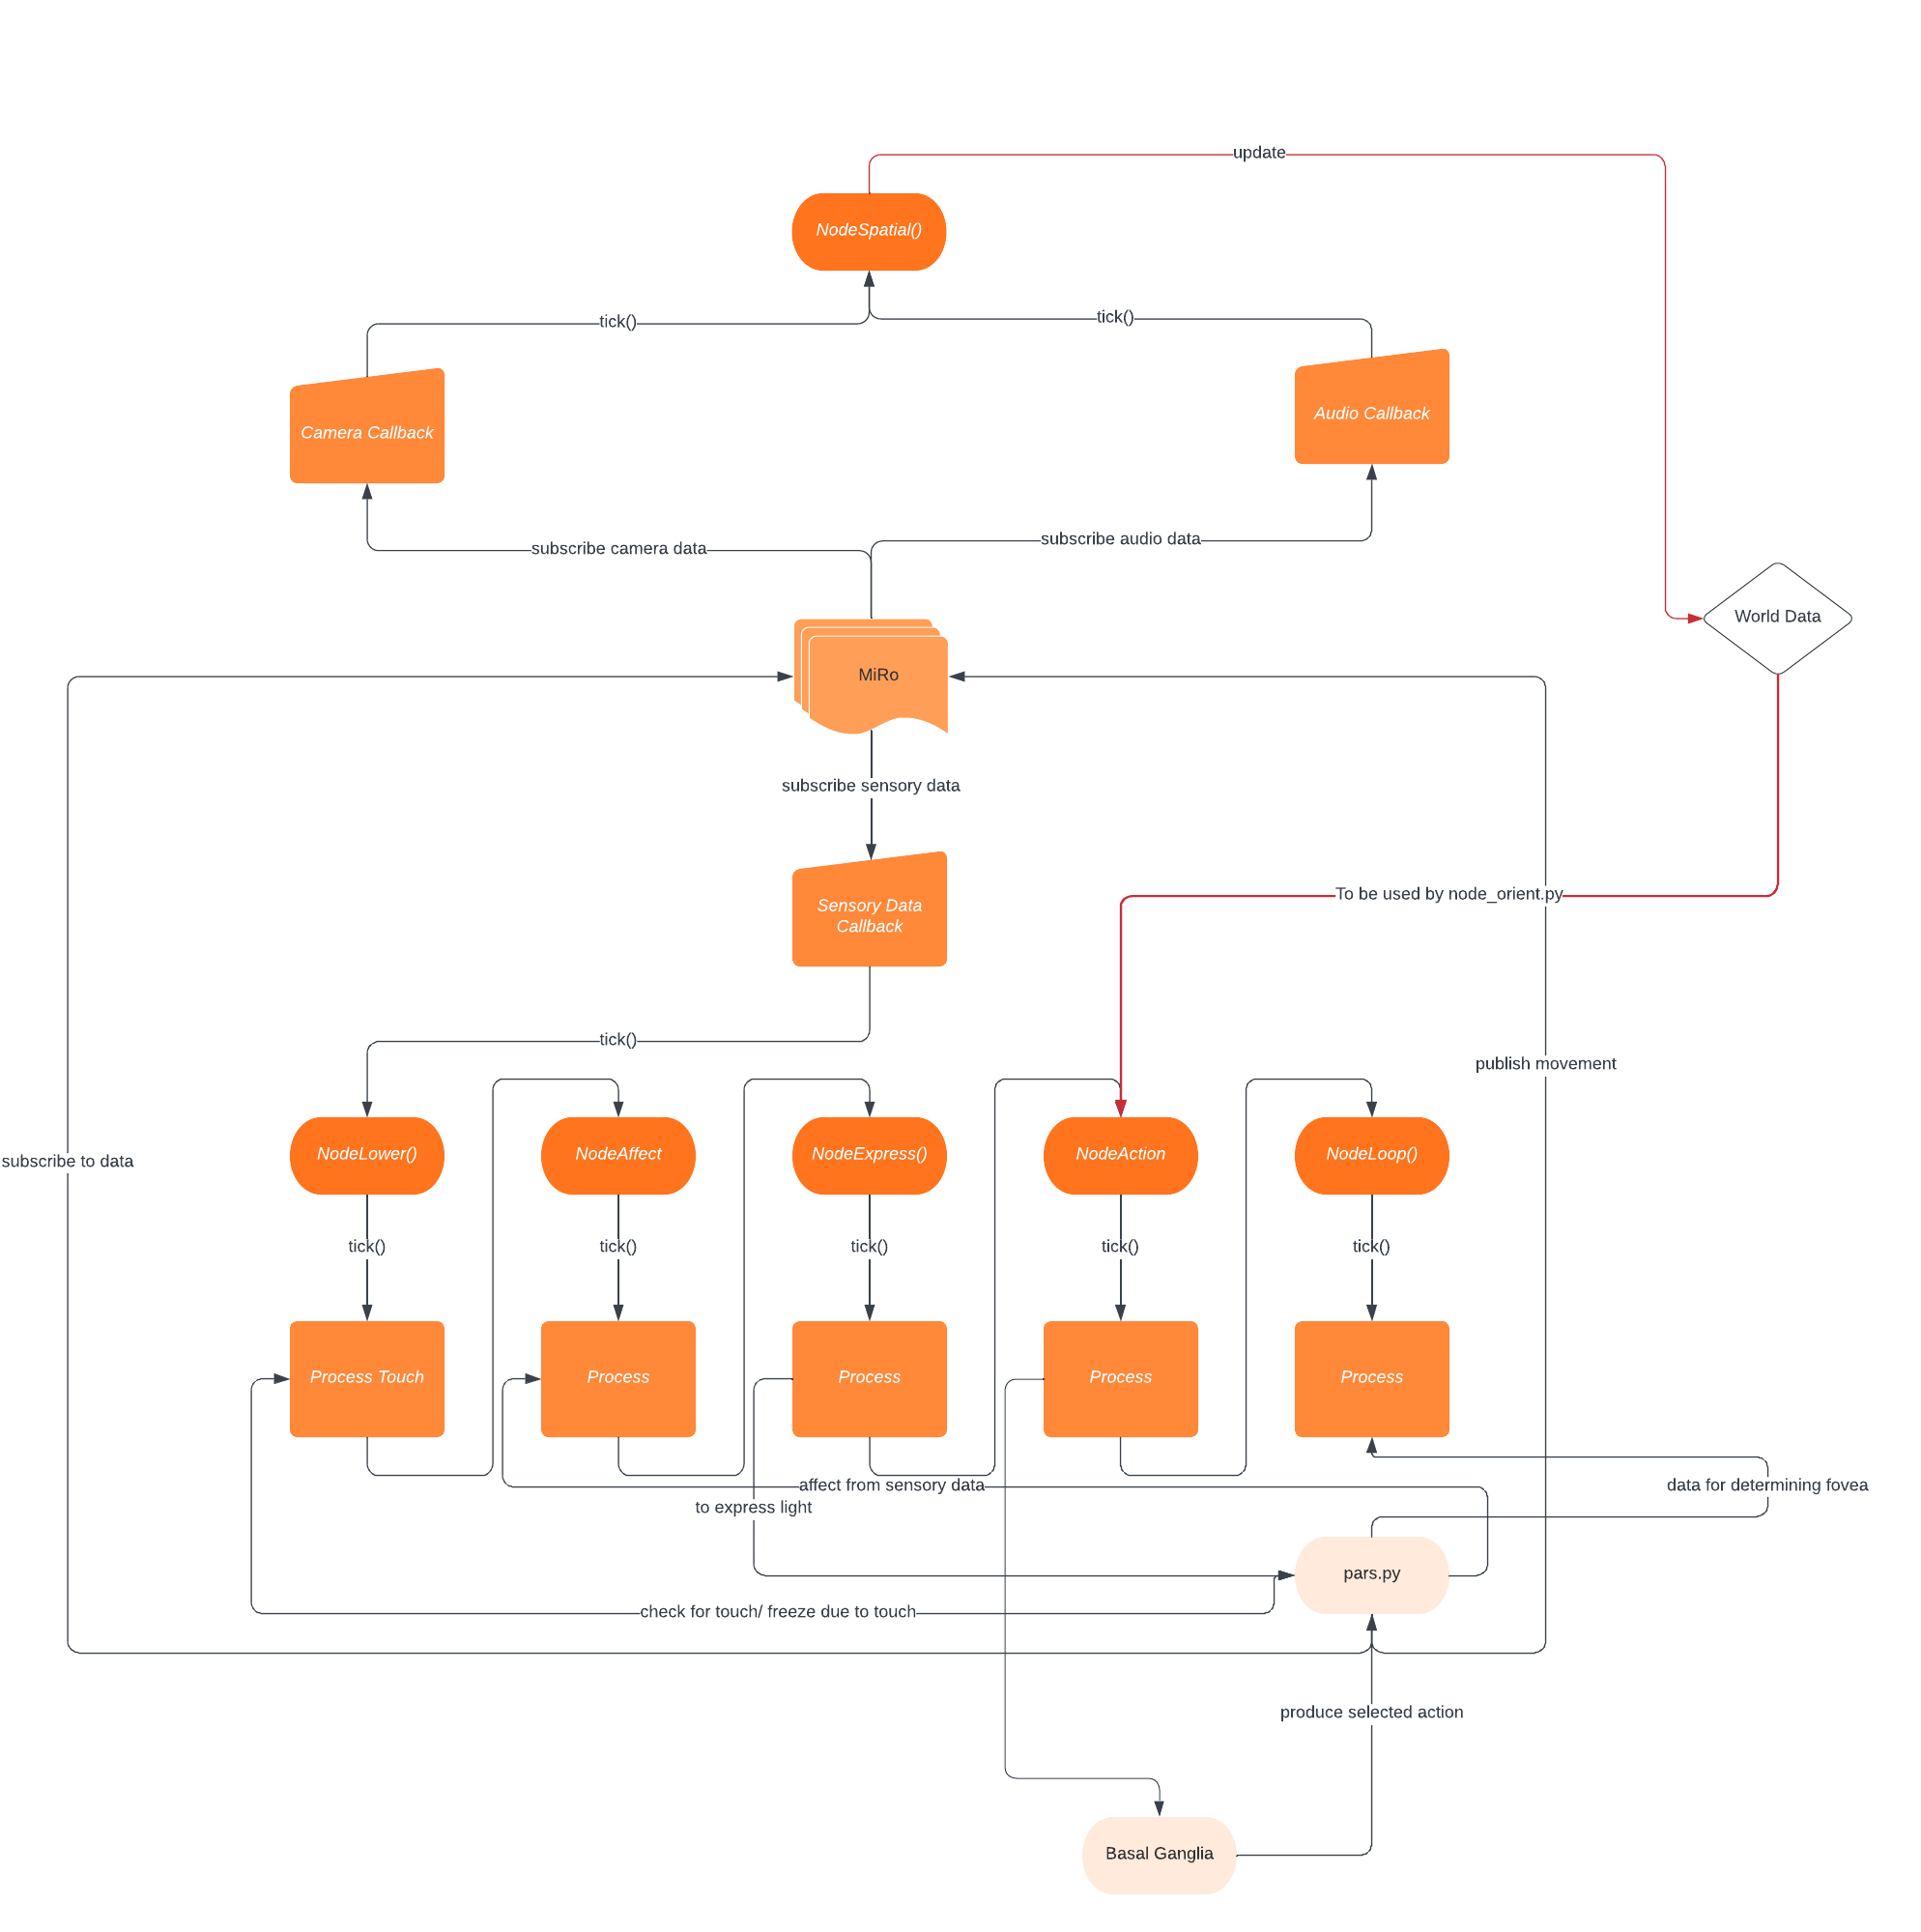 update
NodeSpatial()
tick()
tick()
Camera Callback
Audio Callback
subscribe camera data
subscribe audio data
World Data
MiRo
subscribe sensory data
To be used by node_orient.py
Sensory Data
Callback
tick()
publish movement
subscribe to data
NodeLower()
NodeAffect
NodeExpress()
NodeAction
NodeLoop()
tick()
tick()
tick()
tick()
tick()
Process Touch
Process
Process
Process
Process
affect from sensory data
data for determining fovea
to express light
pars.py
check for touch/ freeze due to touch
produce selected action
Basal Ganglia